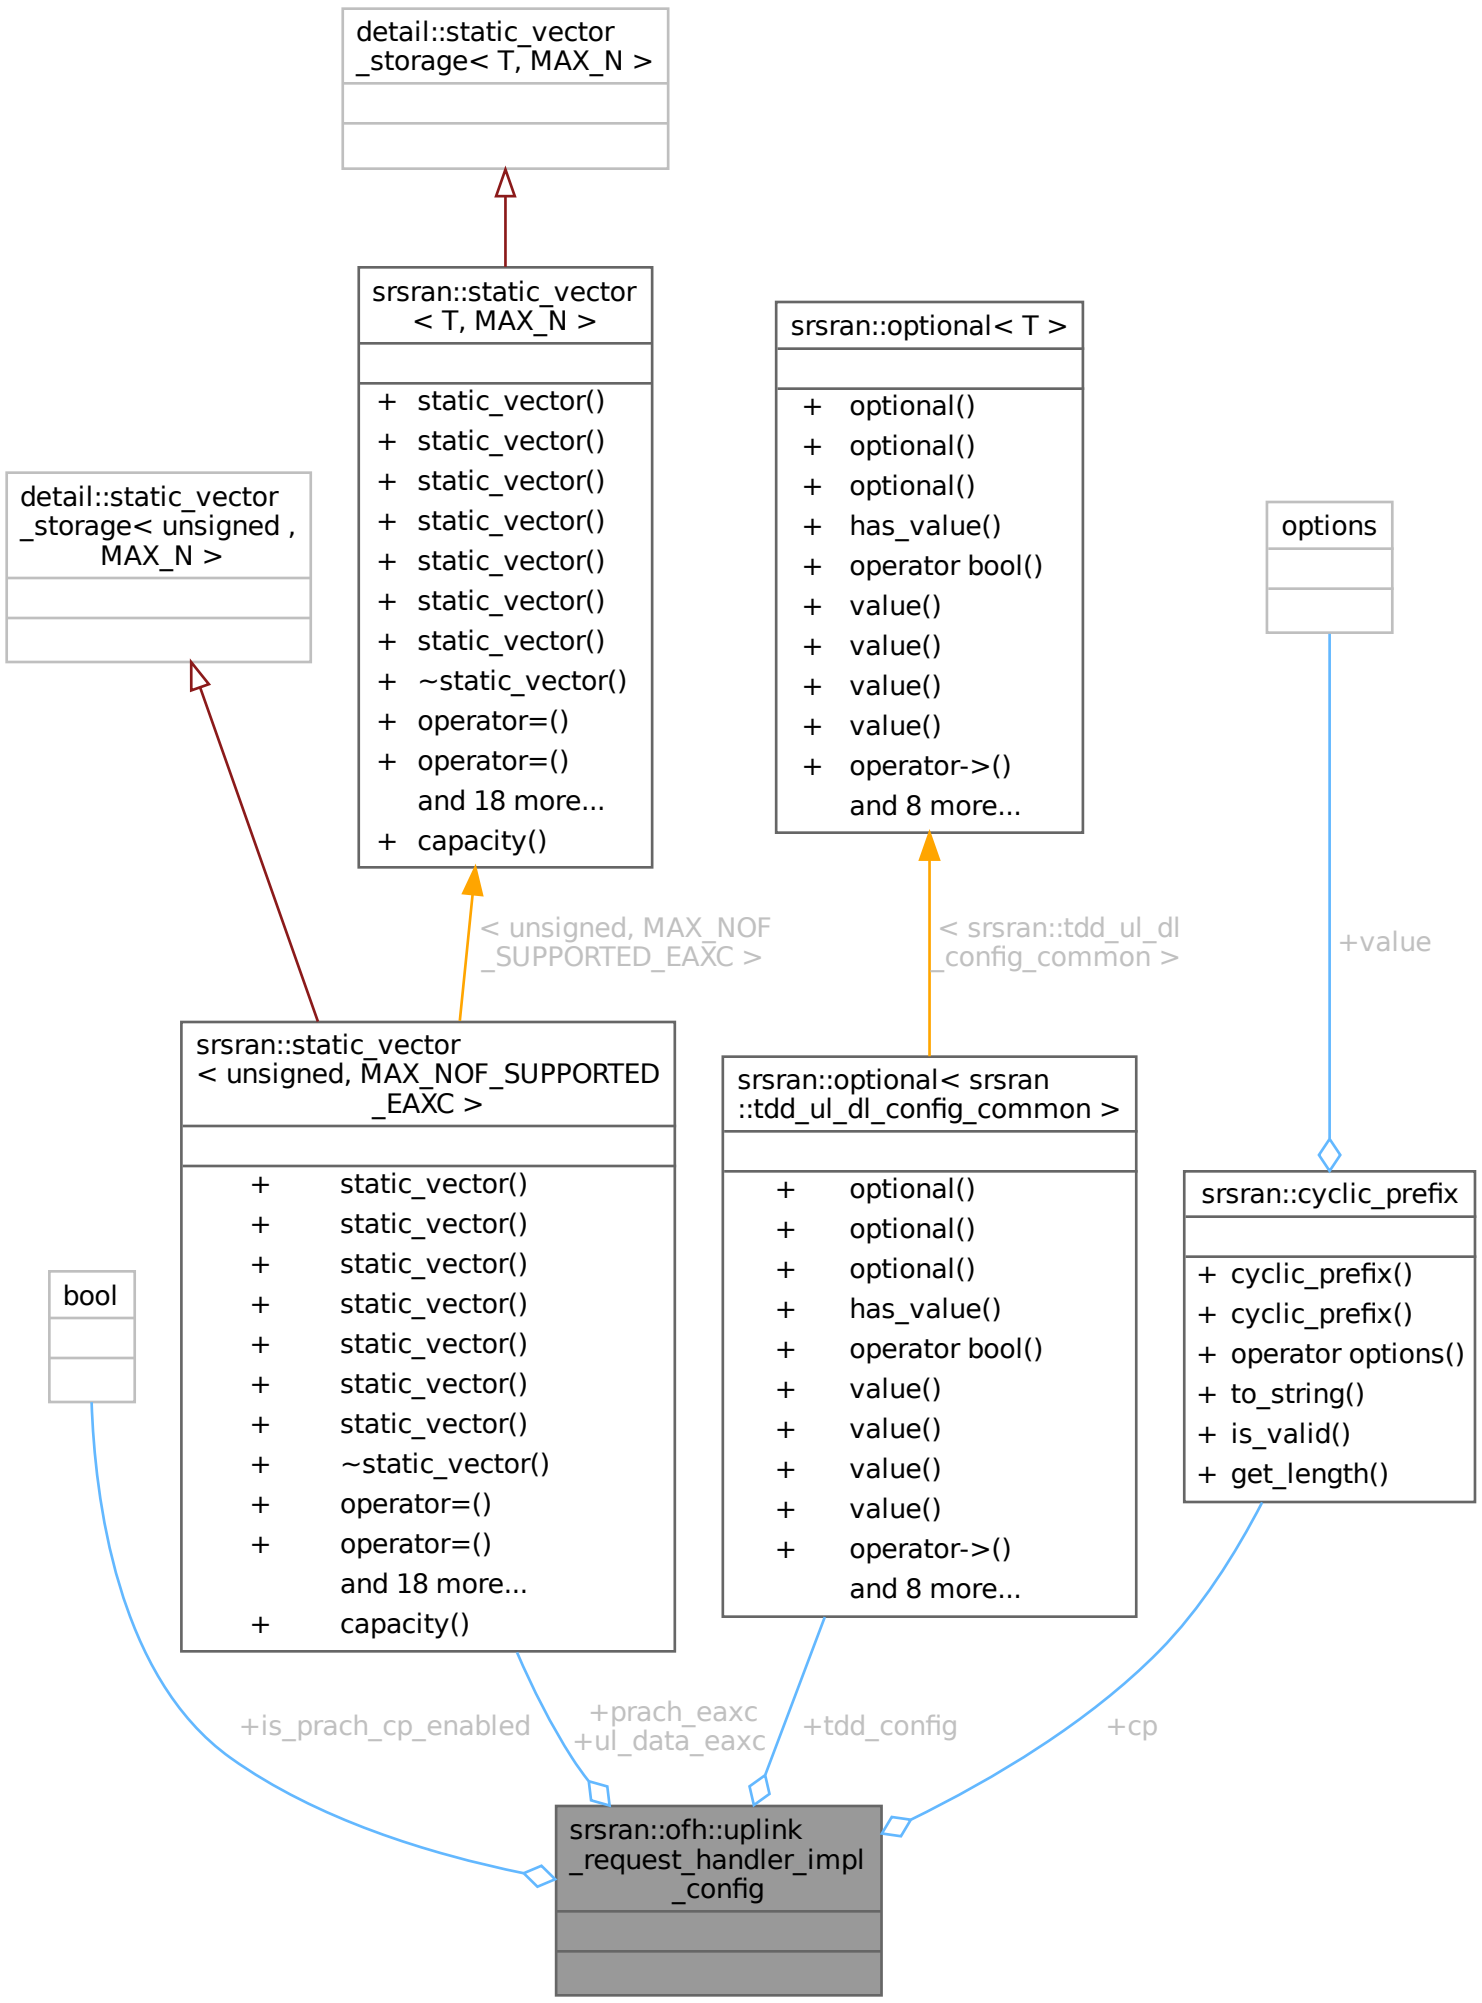 detail::static_vector
_storage< T, MAX_N >
srsran::static_vector
< T, MAX_N >
+ static_vector()
+ static_vector()
+ static_vector()
+ static_vector()
+ static_vector()
+ static_vector()
+ static_vector()
+ ~static_vector()
+ operator=()
+ operator=()
and 18 more...
+ capacity()
srsran::optional< T >
+ optional()
+ optional()
+ optional()
+ has_value()
+ operator bool()
+ value()
+ value()
+ value()
+ value()
+ operator->()
and 8 more...
detail::static_vector
_storage< unsigned ,
MAX_N >
options
< unsigned, MAX_NOF
_SUPPORTED_EAXC >
< srsran::tdd_ul_dl
_config_common >
+value
srsran::static_vector
< unsigned, MAX_NOF_SUPPORTED
_EAXC >
+ static_vector()
+ static_vector()
+ static_vector()
+ static_vector()
+ static_vector()
+ static_vector()
+ static_vector()
+ ~static_vector()
+ operator=()
+ operator=()
and 18 more...
+ capacity()
srsran::optional< srsran
::tdd_ul_dl_config_common >
+ optional()
+ optional()
+ optional()
+ has_value()
+ operator bool()
+ value()
+ value()
+ value()
+ value()
+ operator->()
and 8 more...
srsran::cyclic_prefix
+ cyclic_prefix()
+ cyclic_prefix()
+ operator options()
+ to_string()
+ is_valid()
+ get_length()
bool
+is_prach_cp_enabled
+prach_eaxc
+ul_data_eaxc
+tdd_config
+cp
srsran::ofh::uplink
_request_handler_impl
_config